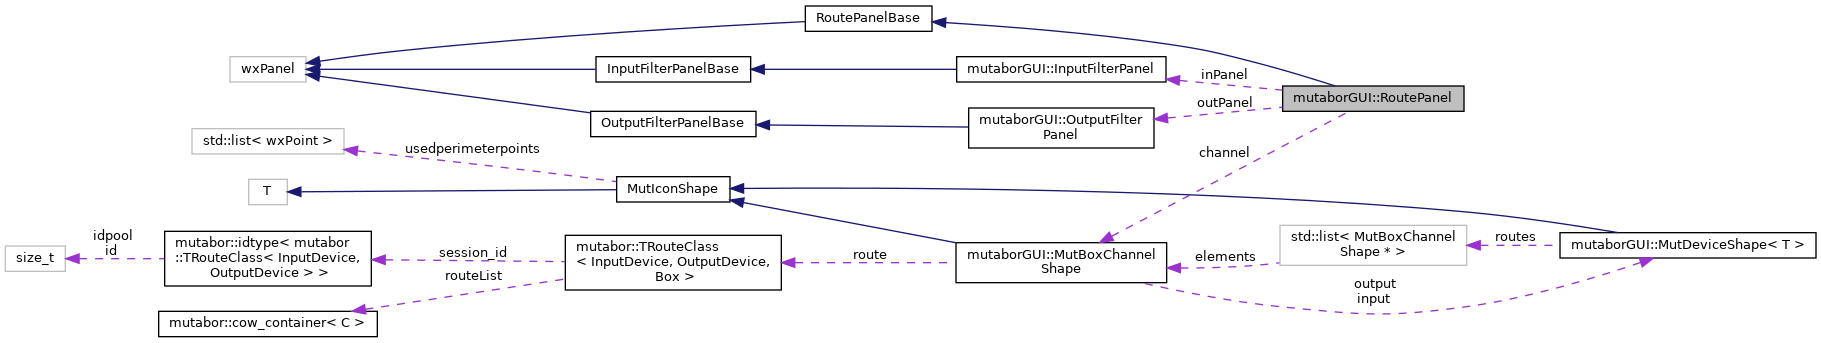 RoutePanelBase
wxPanel
InputFilterPanelBase
mutaborGUI::InputFilterPanel
inPanel
mutaborGUI::RoutePanel
outPanel
OutputFilterPanelBase
mutaborGUI::OutputFilter
Panel
std::list< wxPoint >
usedperimeterpoints
channel
T
MutIconShape
idpool
id
size_t
mutabor::idtype< mutabor
::TRouteClass< InputDevice,
OutputDevice > >
session_id
routeList
mutabor::TRouteClass
< InputDevice, OutputDevice,
Box >
route
mutaborGUI::MutBoxChannel
Shape
elements
std::list< MutBoxChannel
Shape * >
routes
mutaborGUI::MutDeviceShape< T >
output
input
mutabor::cow_container< C >